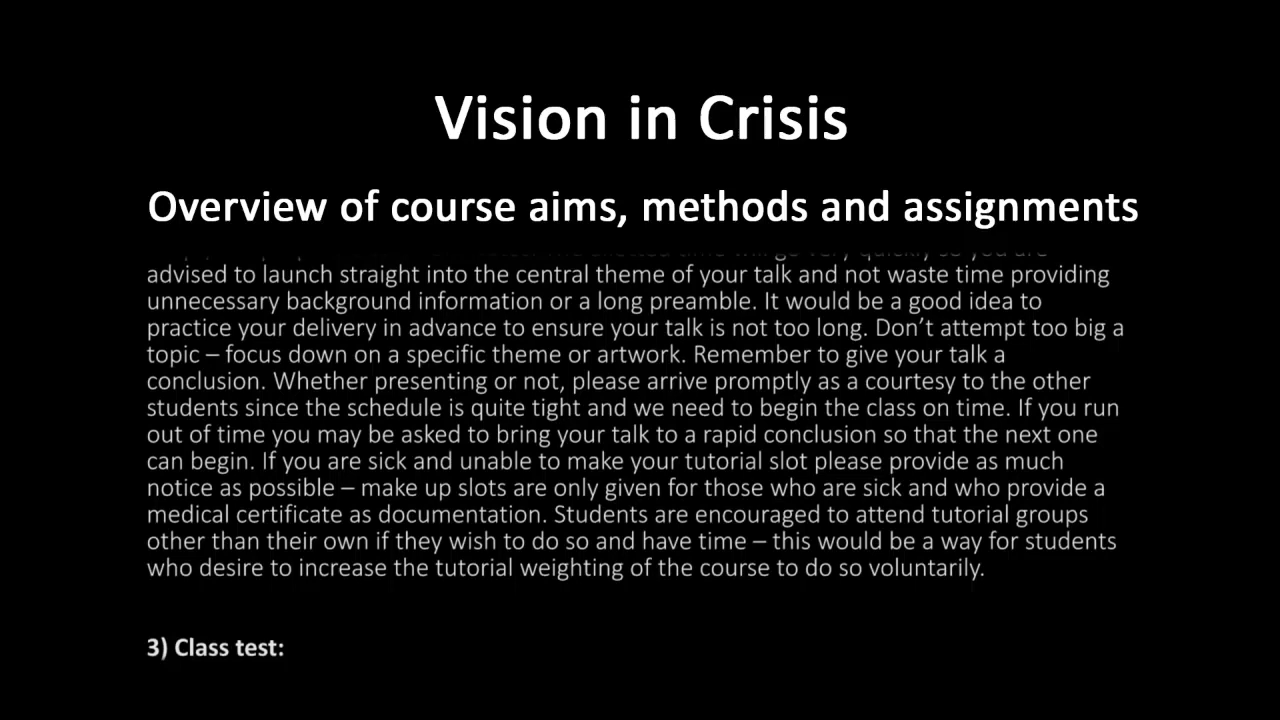 Vision in Crisis
Overview of course aims, methods and assignments
advised to launch straight into the central theme of your talk and not waste time providing
unnecessary background information or a long preamble. It would be a good idea to
practice your delivery in advance to ensure your talk is not too long. Don’t attempt too big a
topic – focus down on a specific theme or artwork. Remember to give your talk a
conclusion. Whether presenting or not, please arrive promptly as a courtesy to the other
students since the schedule is quite tight and we need to begin the class on time. If you run
out of time you may be asked to bring your talk to a rapid conclusion so that the next one
can begin. If you are sick and unable to make your tutorial slot please provide as much
notice as possible – make up slots are only given for those who are sick and who provide a
medical certificate as documentation. Students are encouraged to attend tutorial groups
other than their own if they wish to do so and have time – this would be a way for students
who desire to increase the tutorial weighting of the course to do so voluntarily.
3) Class test: